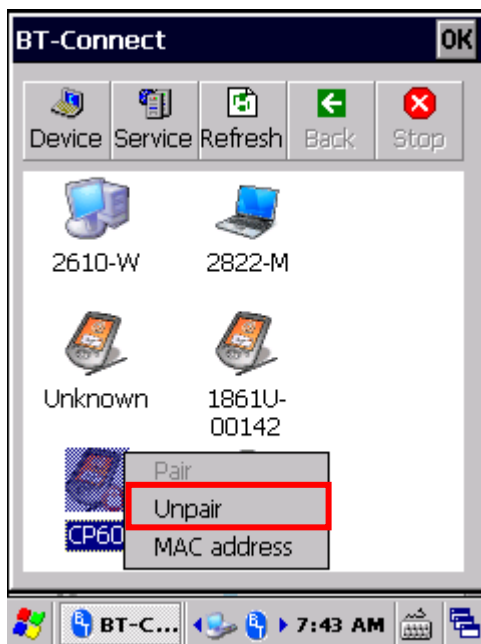 BT-Connect OK
Device Service Refresh Back Stop
2610-W 2822-M
Unknown 1861U-
00142
CP60
Pair
Unpair
MAC address
BT-C... 7:43 AM